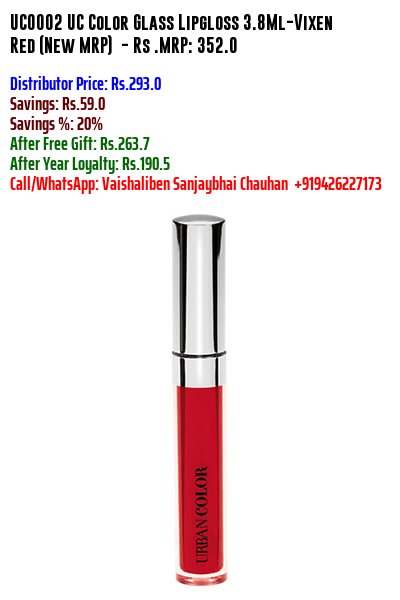 UC0002 UC Color Glass Lipgloss 3.8Ml-Vixen
Red (New MRP)  - Rs .MRP: 352.0
Distributor Price: Rs.293.0
Savings: Rs.59.0
Savings %: 20%
After Free Gift: Rs.263.7
After Year Loyalty: Rs.190.5
Call/WhatsApp: Vaishaliben Sanjaybhai Chauhan  +919426227173
URBAN COLOR